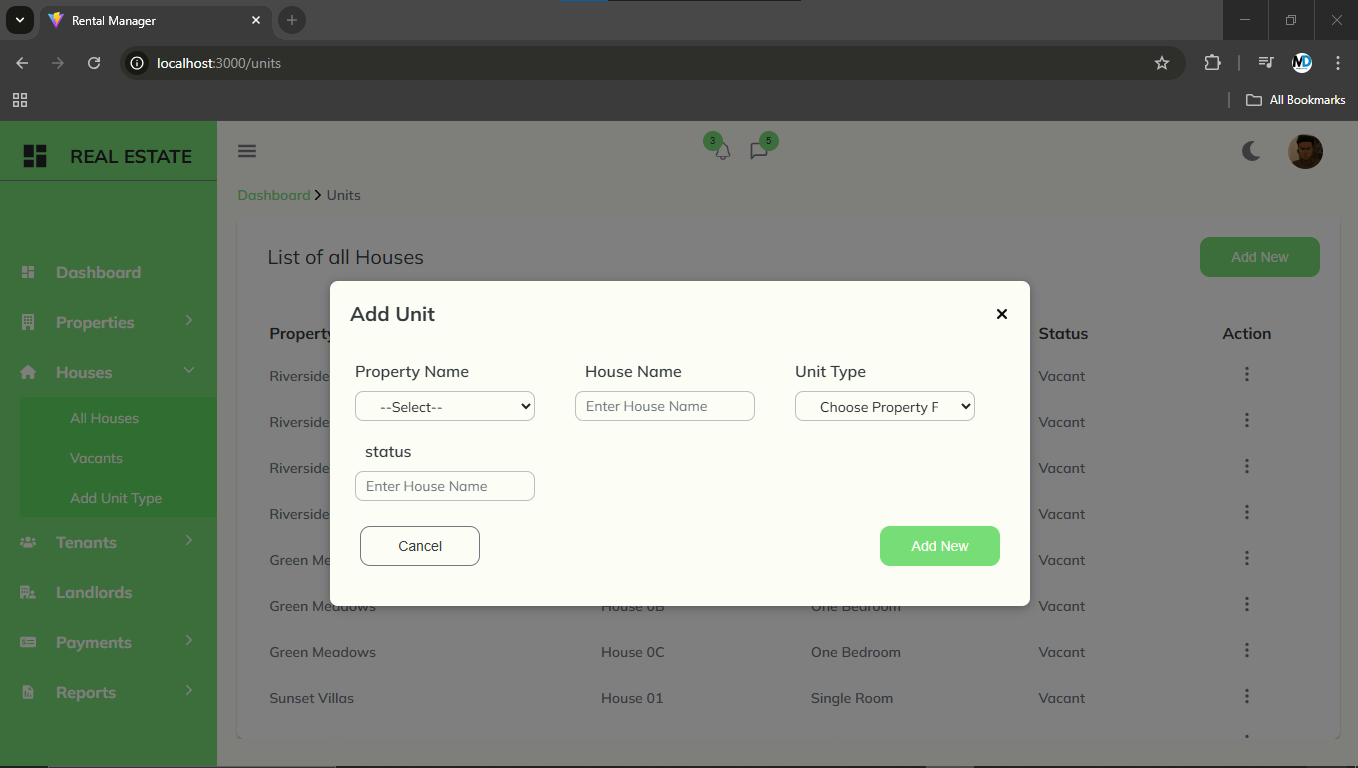 Rental Manager
localhost:3000/units
All Bookmarks
REAL ESTATE
3
5
Dashboard
Units
List of all Houses
Add New
Dashboard
Properties
Houses
All Houses
Vacants
Add Unit Type
Tenants
Landlords
Payments
Reports
Add Unit
Property Name House Name Unit Type
--Select-- Enter House Name Choose Property F
status
Enter House Name
Cancel Add New
Property Status Action
Riverside Vacant
Riverside Vacant
Riverside Vacant
Riverside Vacant
Green Vacant
Green Meadows House 0B One Bedroom Vacant
Green Meadows House 0C One Bedroom Vacant
Sunset Villas House 01 Single Room Vacant